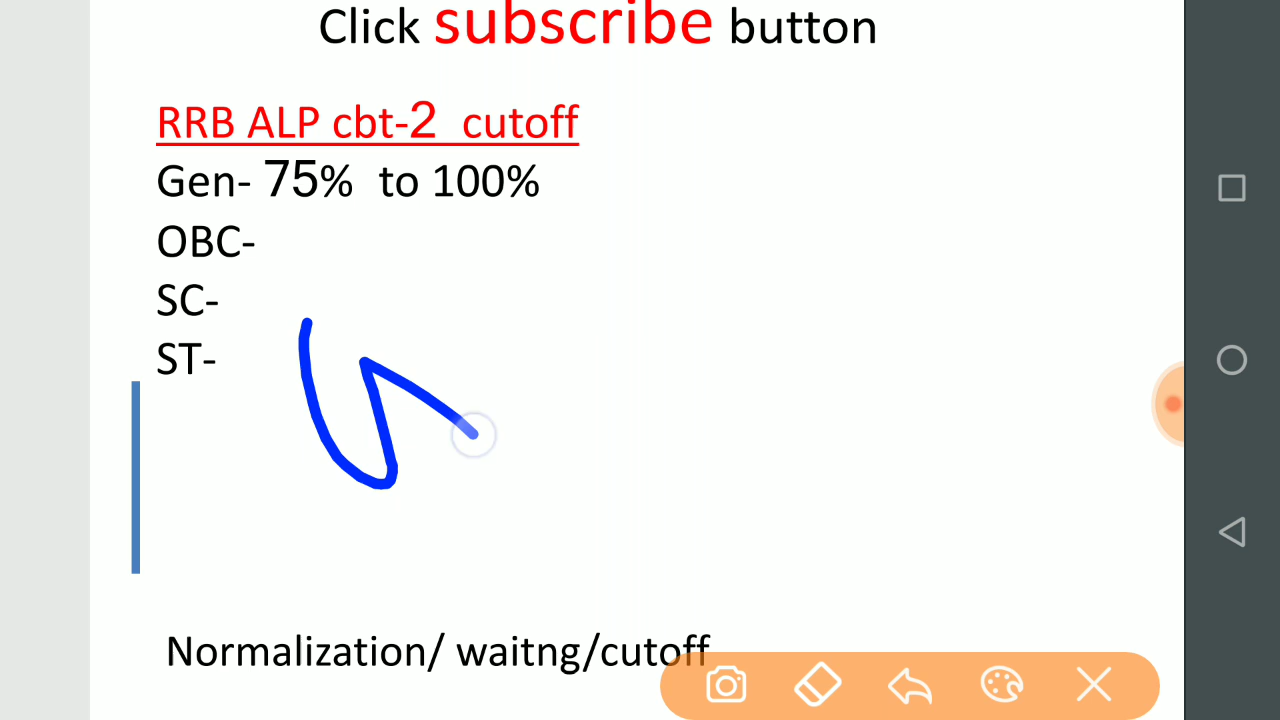 Click subscribe button
RRB ALP cbt-2 cutoff
Gen- 75% to 100%
OBC-
SC-
ST-
Normalization/ waitng/cutoff